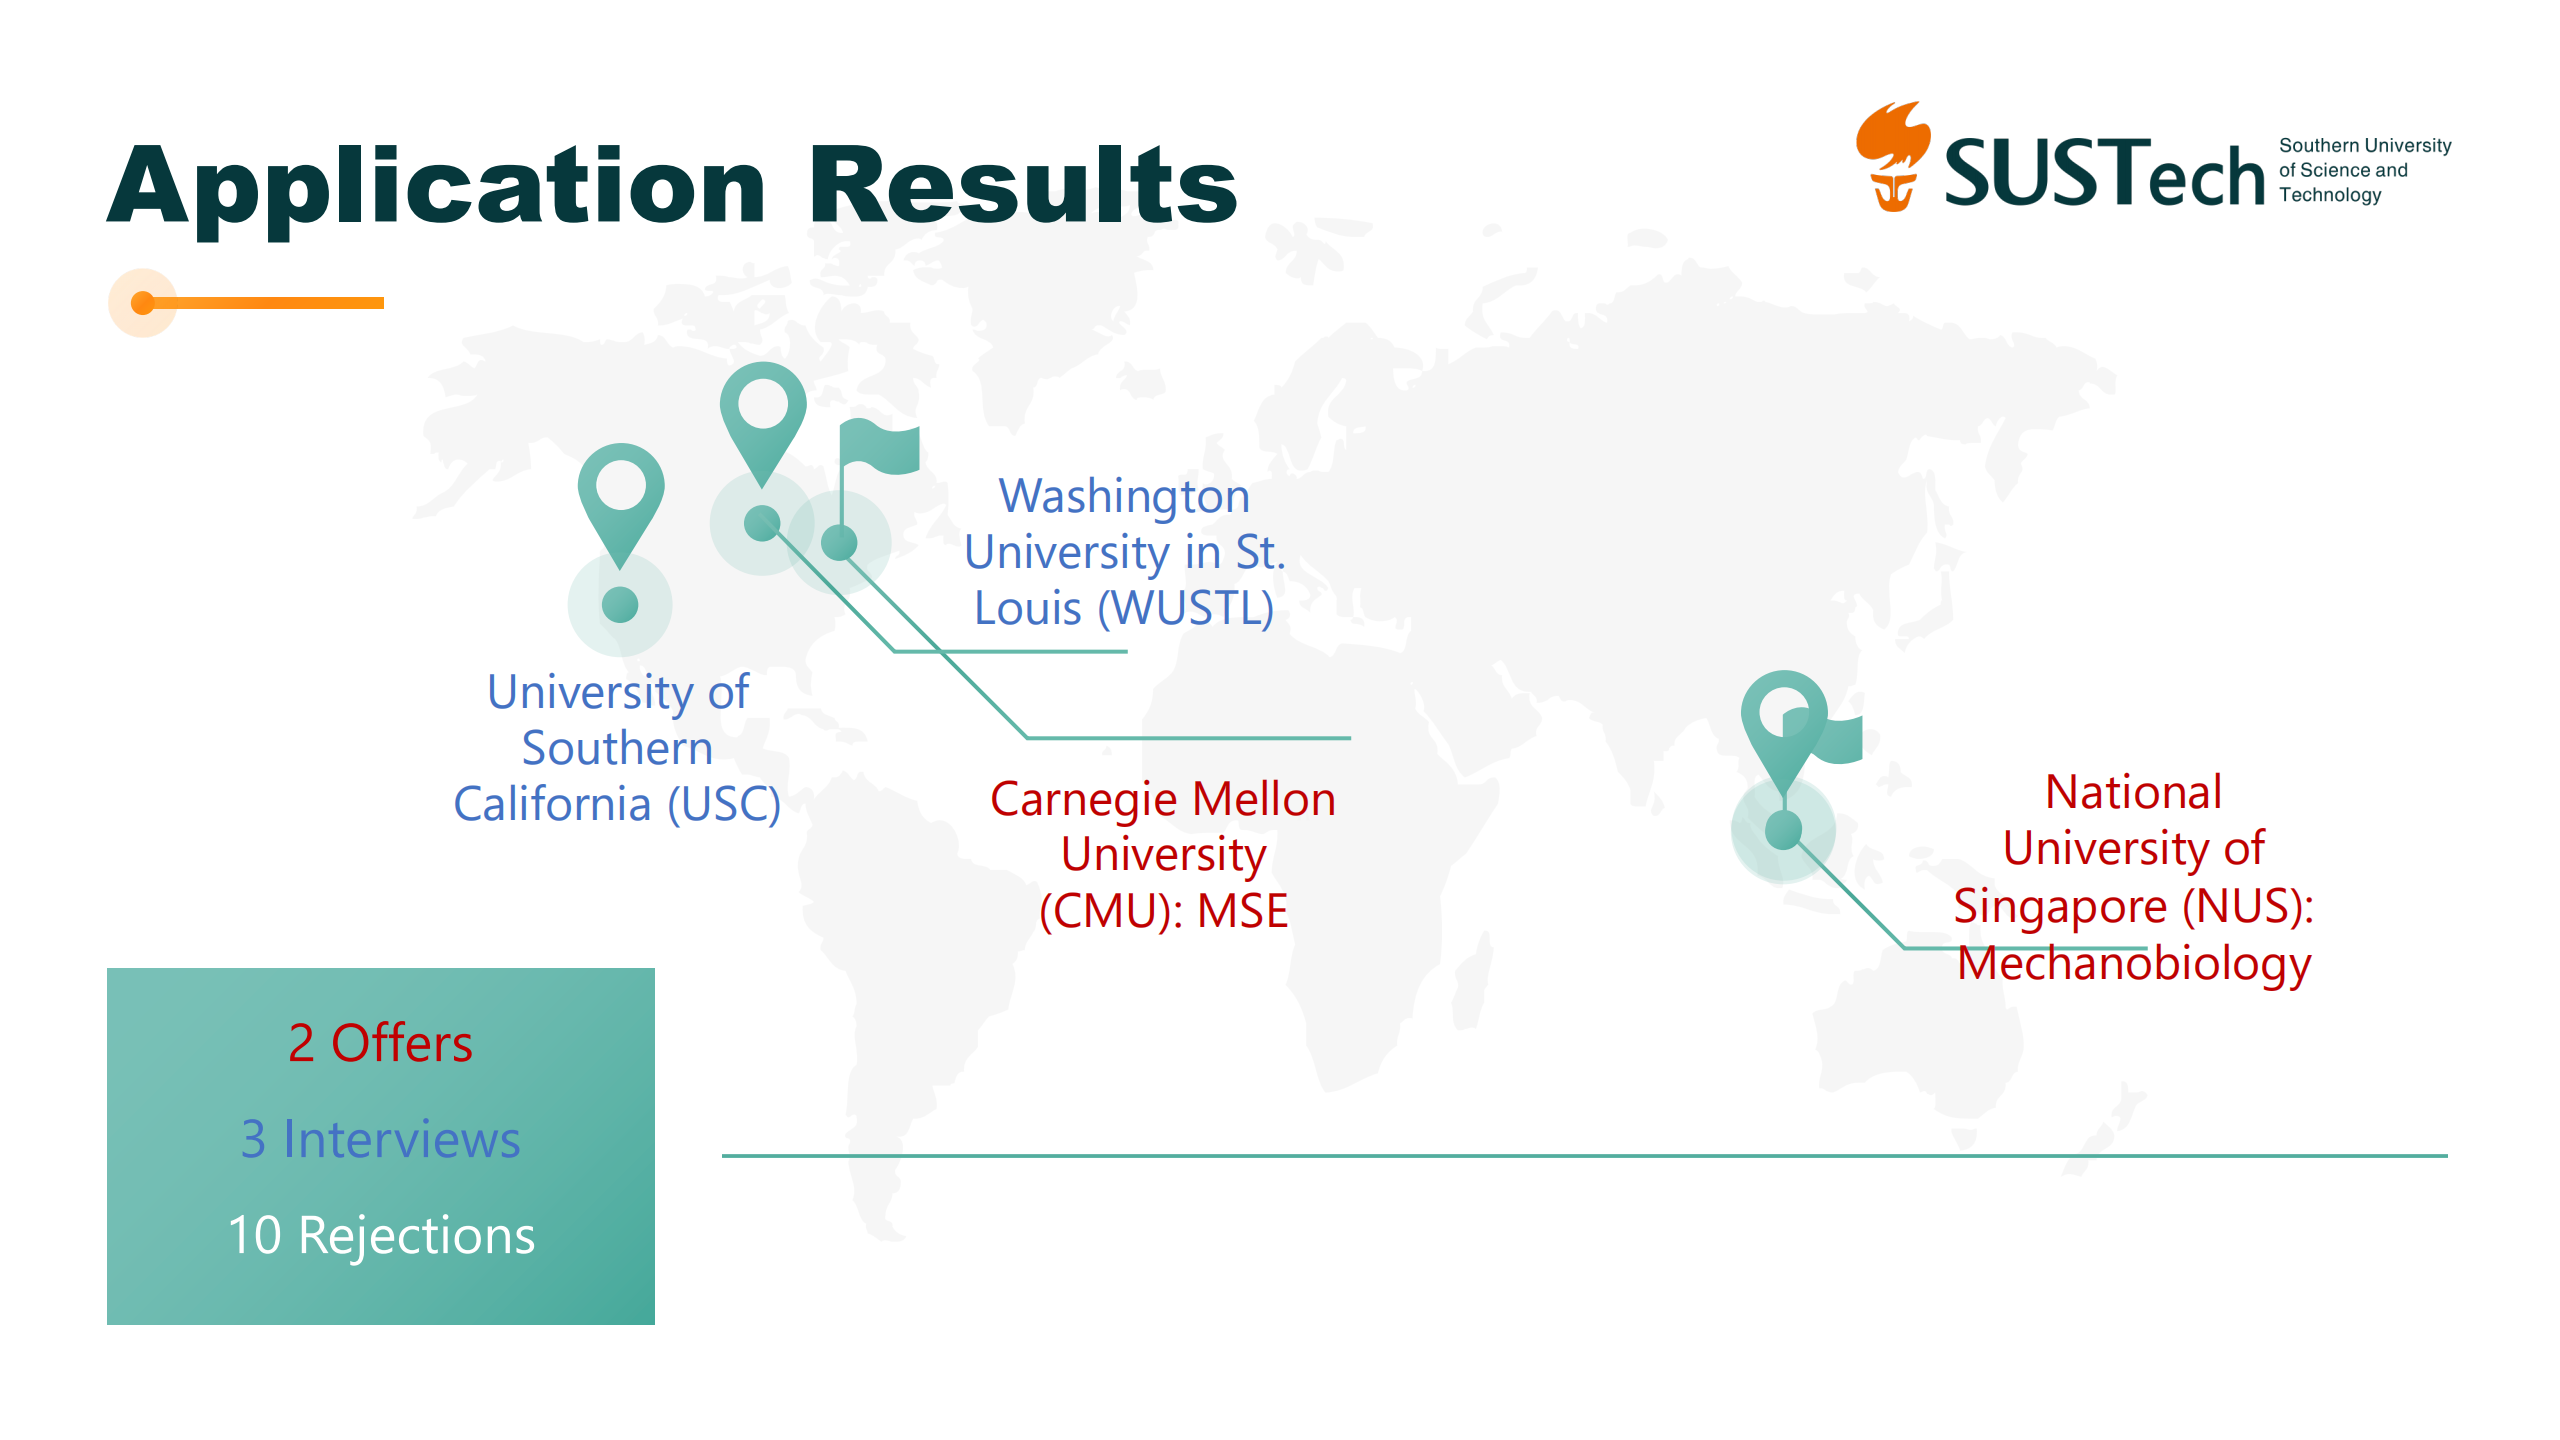 Application Results
SUSTech
Southern University
of Science and
Technology
Washington
University in St.
Louis (WUSTL)
University of
Southern
California (USC)
Carnegie Mellon
University
(CMU): MSE
National
University of
Singapore (NUS):
Mechanobiology
2 Offers
3 Interviews
10 Rejections